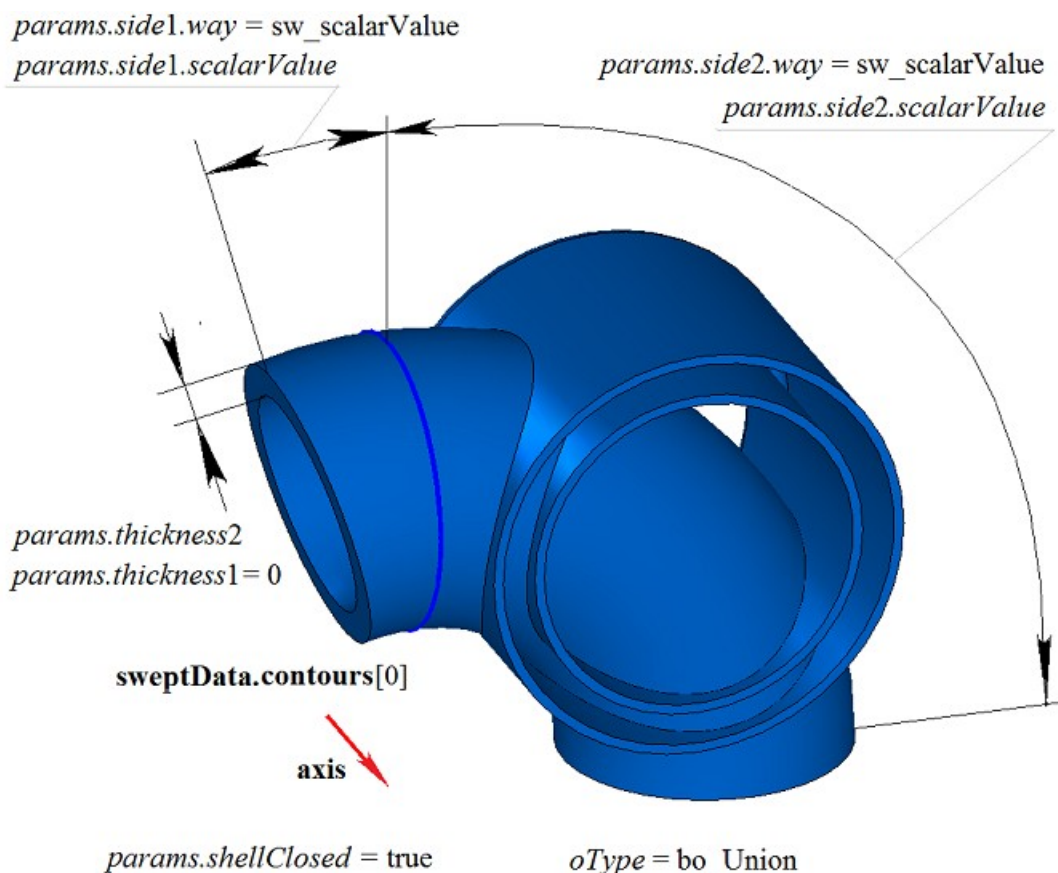 params.side1.way = sw_scalarValue
params.side1.scalarValue
params.side2.way = sw_scalarValue
params.side2.scalarValue
params.thickness2
params.thickness1= 0
sweptData.contours[0]
axis
params.shellClosed = true
oType = bo_Union